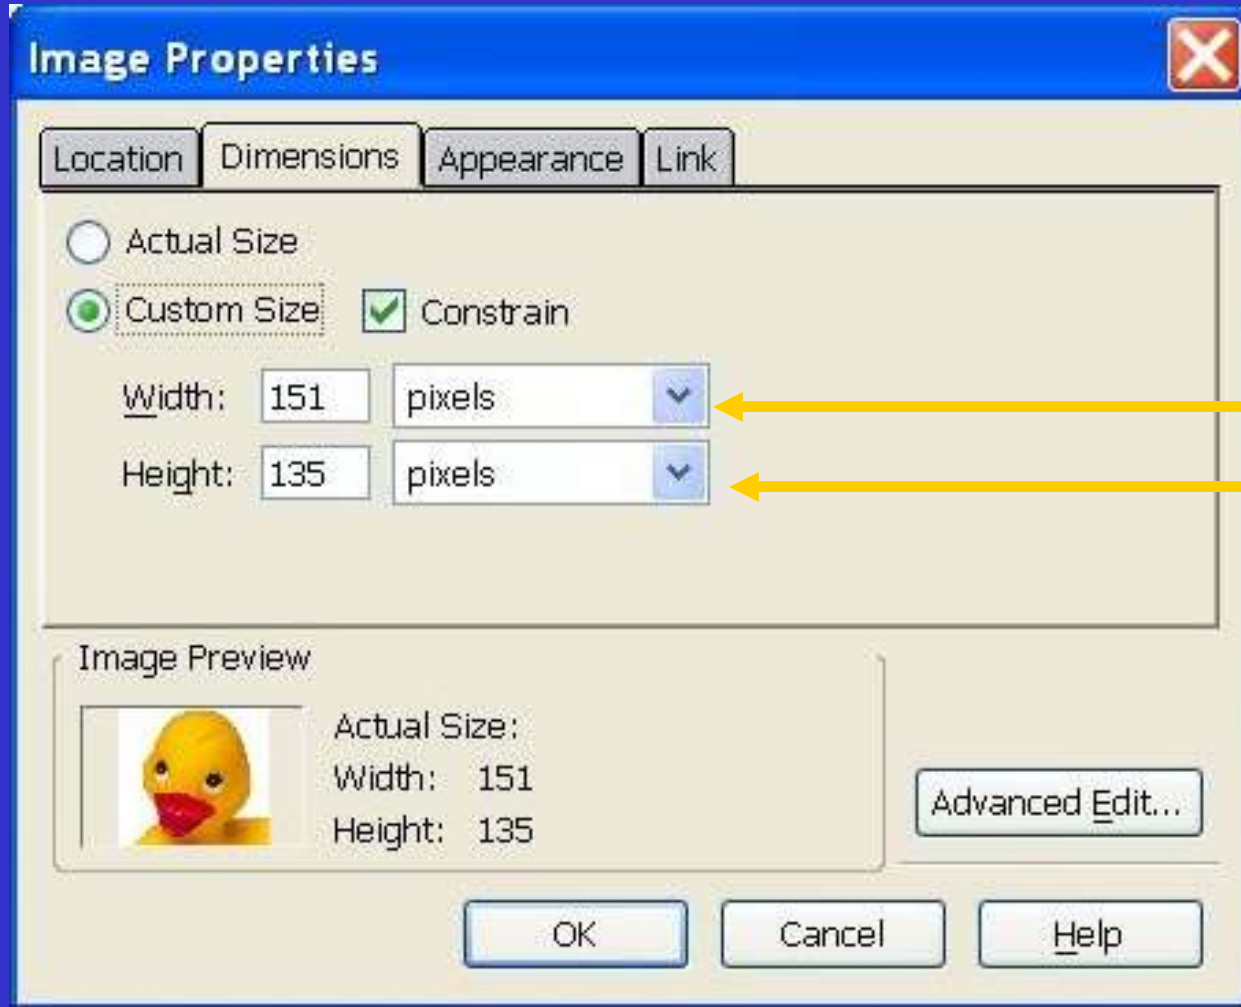 Image Properties
Location Dimensions Appearance Link
Actual Size
Custom Size Constrain
Width: 151 pixels
Height: 135 pixels
Image Preview
Actual Size:
Width: 151
Height: 135
Advanced Edit...
OK Cancel Help